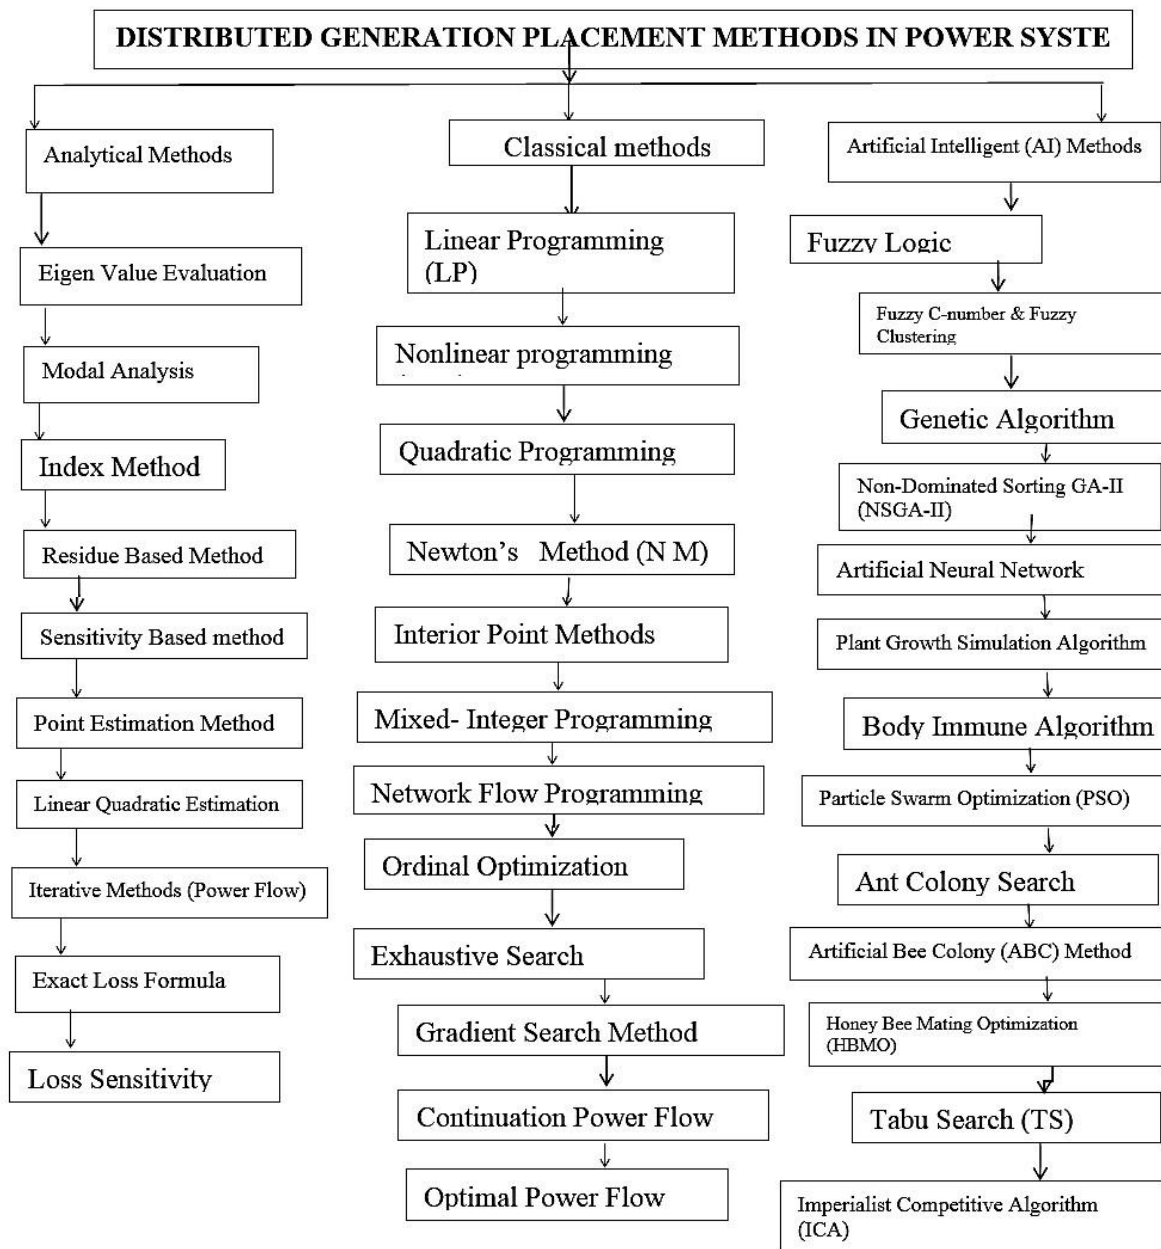 DISTRIBUTED GENERATION PLACEMENT METHODS IN POWER SYSTE
Analytical Methods
Eigen Value Evaluation
Modal Analysis
Index Method
Residue Based Method
Sensitivity Based method
Point Estimation Method
Linear Quadratic Estimation
Iterative Methods (Power Flow)
Exact Loss Formula
Loss Sensitivity
Classical methods
Linear Programming
(LP)
Nonlinear programming
Quadratic Programming
Newton’s Method (N M)
Interior Point Methods
Mixed- Integer Programming
Network Flow Programming
Ordinal Optimization
Exhaustive Search
Gradient Search Method
Continuation Power Flow
Optimal Power Flow
Artificial Intelligent (AI) Methods
Fuzzy Logic
Fuzzy C-number & Fuzzy
Clustering
Genetic Algorithm
Non-Dominated Sorting GA-II
(NSGA-II)
Artificial Neural Network
Plant Growth Simulation Algorithm
Body Immune Algorithm
Particle Swarm Optimization (PSO)
Ant Colony Search
Artificial Bee Colony (ABC) Method
Honey Bee Mating Optimization
(HBMO)
Tabu Search (TS)
Imperialist Competitive Algorithm
(ICA)